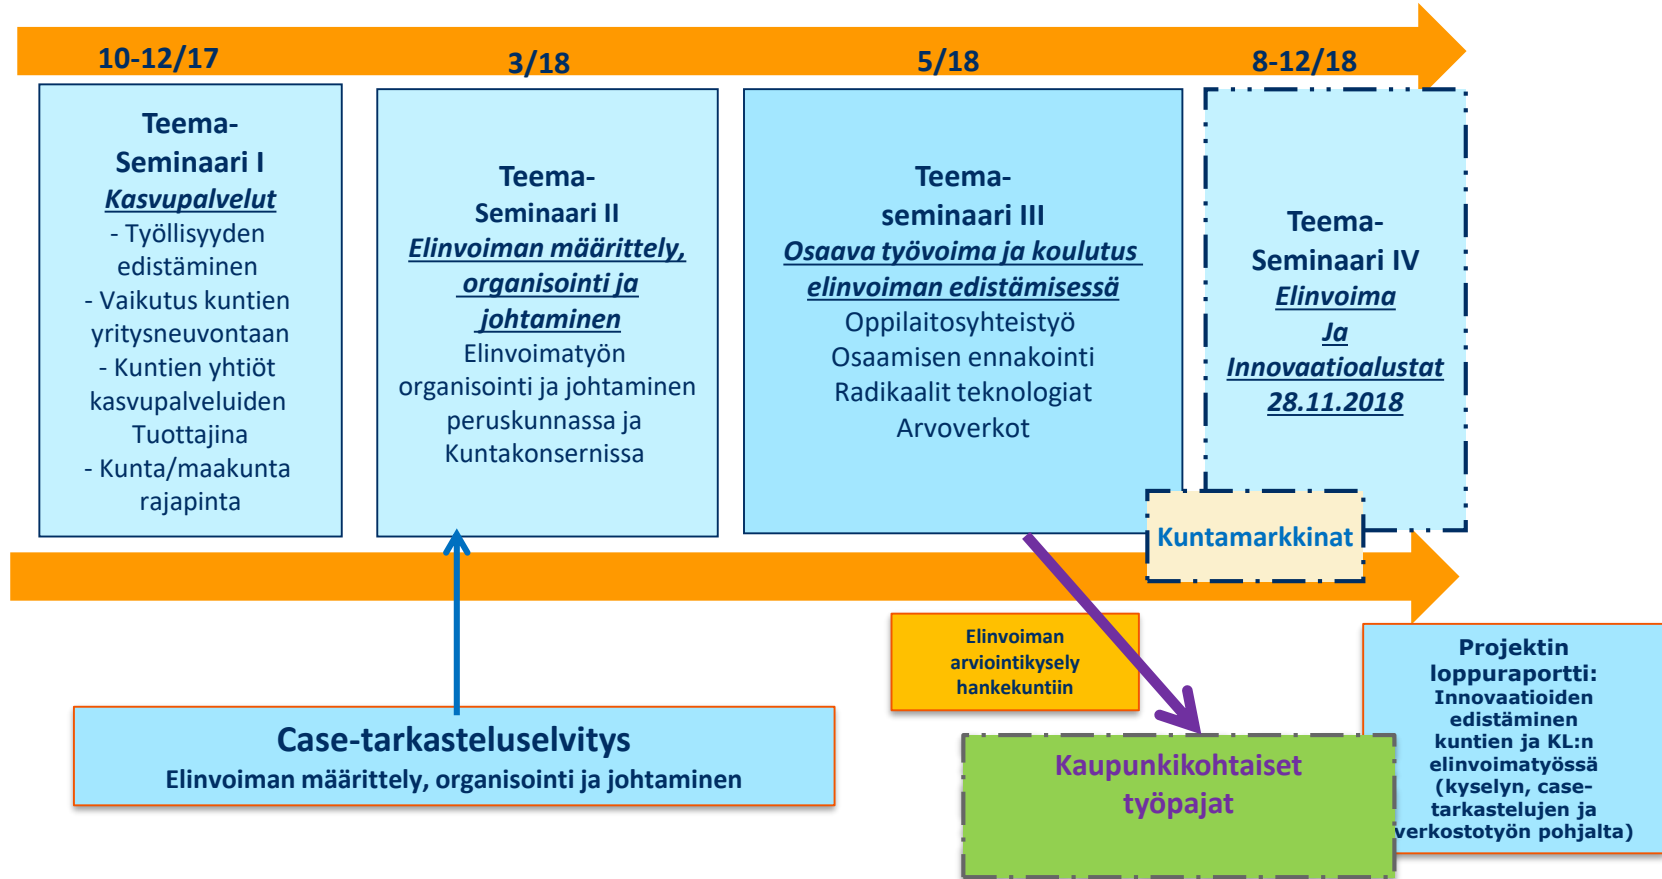 10-12/17
3/18
5/18
8-12/18
Teema-
Seminaari I
Kasvupalvelut
- Työllisyyden
edistäminen
- Vaikutus kuntien
yritysneuvontaan
- Kuntien yhtiöt
kasvupalveluiden
Tuottajina
- Kunta/maakunta
rajapinta
Teema-
Seminaari II
Elinvoiman määrittely,
organisointi ja
johtaminen
Elinvoimatyön
organisointi ja johtaminen
peruskunnassa ja
Kuntakonsernissa
Teema-
seminaari III
Osaava työvoima ja koulutus
elinvoiman edistämisessä
Oppilaitosyhteistyö
Osaamisen ennakointi
Radikaalit teknologiat
Arvoverkot
Teema-
Seminaari IV
Elinvoima
Ja
Innovaatioalustat
28.11.2018
Kuntamarkkinat
Elinvoiman
arviointikysely
hankekuntiin
Case-tarkasteluselvitys
Elinvoiman määrittely, organisointi ja johtaminen
Kaupunkikohtaiset
työpajat
Projektin
loppuraportti:
Innovaatioiden
edistäminen
kuntien ja KL:n
elinvoimatyössä
(kyselyn, case-
tarkastelujen ja
verkostotyön pohjalta)